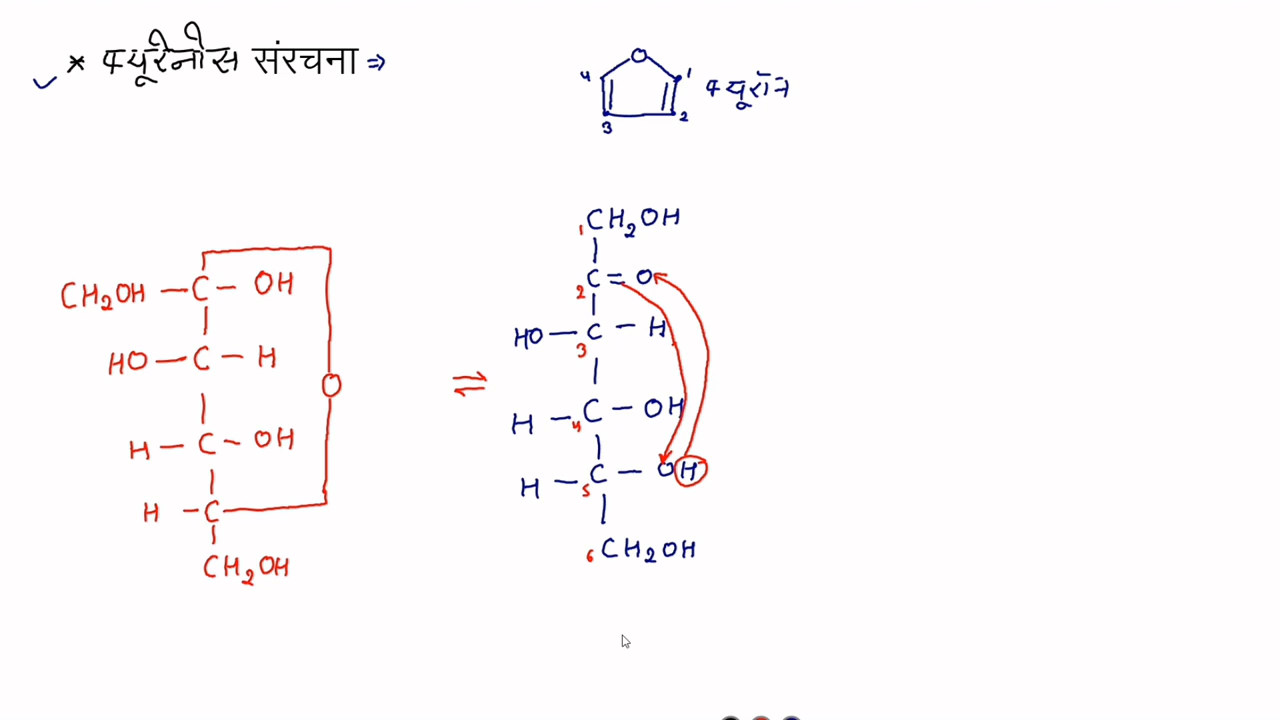 * फ्यूरेनोस संरचना ⇒
O
4 1 फ्यूरॉन
3 2
1 CH2OH
CH2OH – C – OH
2 C = O
HO – C 3 – H
HO – C – H
O
⇌
H – 4 C – OH
H – C – OH
H – 5 C – OH
H – C
6 CH2OH
CH2OH